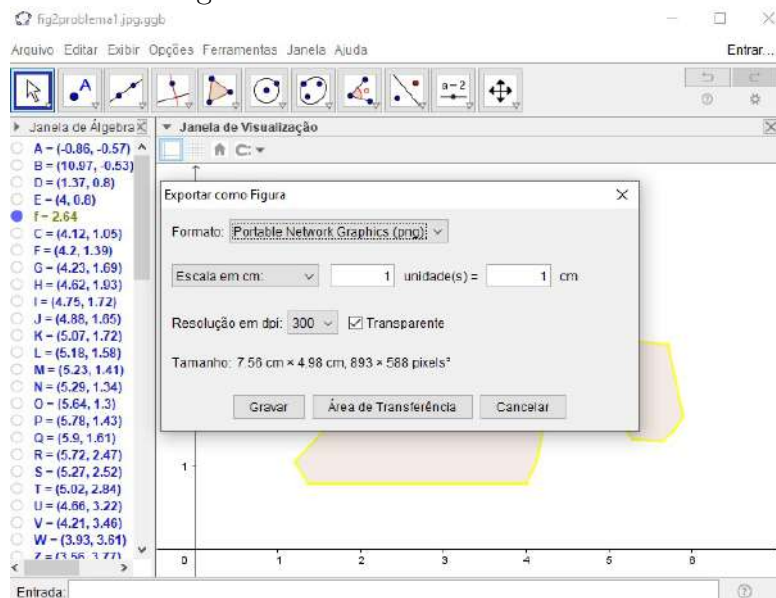 fig2problema1.jpg.ggb
Arquivo Editar Exibir Opções Ferramentas Janela Ajuda
Entrar...
A
a=2
Janela de Álgebra
Janela de Visualização
A = (-0.86, -0.57)
B = (10.97, -0.53)
D = (1.37, 0.8)
E = (4, 0.8)
f = 2.64
C = (4.12, 1.05)
F = (4.2, 1.39)
G = (4.23, 1.69)
H = (4.62, 1.93)
I = (4.75, 1.72)
J = (4.88, 1.65)
K = (5.07, 1.72)
L = (5.18, 1.58)
M = (5.23, 1.41)
N = (5.29, 1.34)
O = (5.64, 1.3)
P = (5.78, 1.43)
Q = (5.9, 1.61)
R = (5.72, 2.47)
S = (5.27, 2.52)
T = (5.02, 2.84)
U = (4.66, 3.22)
V = (4.21, 3.46)
W = (3.93, 3.61)
Z = (3.56, 3.77)
Exportar como Figura
Formato: Portable Network Graphics (png)
Escala em cm: 1 unidade(s) = 1 cm
Resolução em dpi: 300 Transparente
Tamanho: 7.56 cm × 4.98 cm, 893 × 588 pixels²
Gravar Área de Transferência Cancelar
1
0 1 2 3 4 5 6
Entrada: